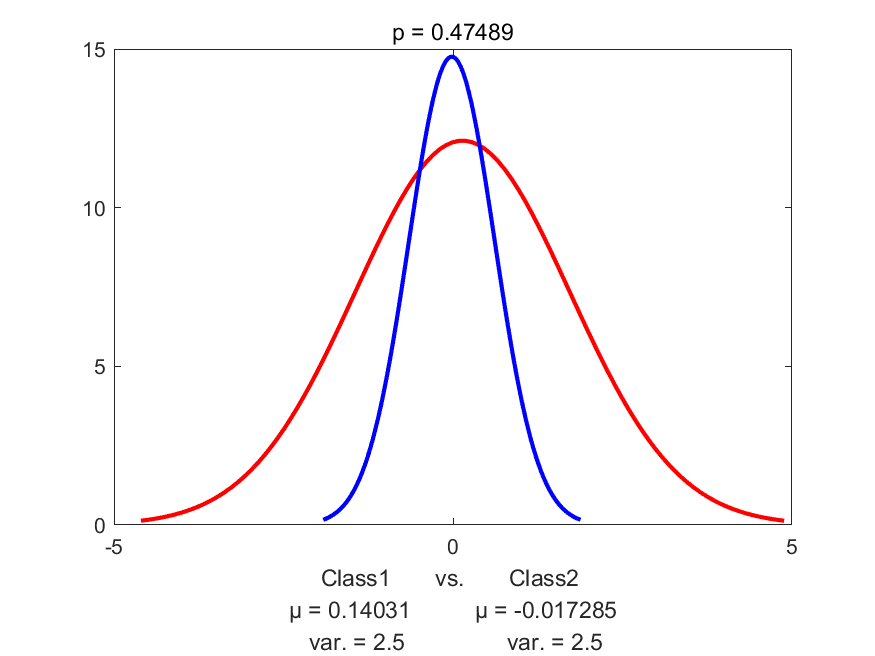 p = 0.47489
15
10
5
0
-5 0 5
Class1 vs. Class2
μ = 0.14031 μ = -0.017285
var. = 2.5 var. = 2.5